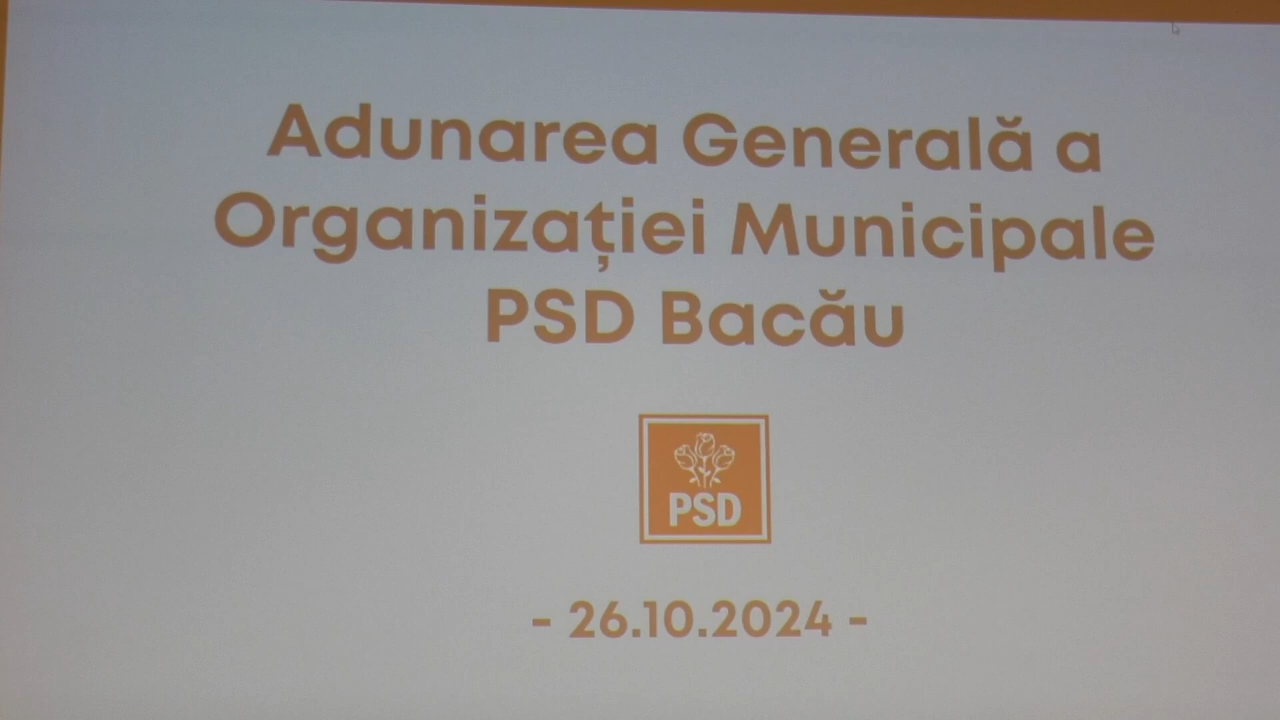 Adunarea Generală a
Organizației Municipale
PSD Bacău
PSD
- 26.10.2024 -